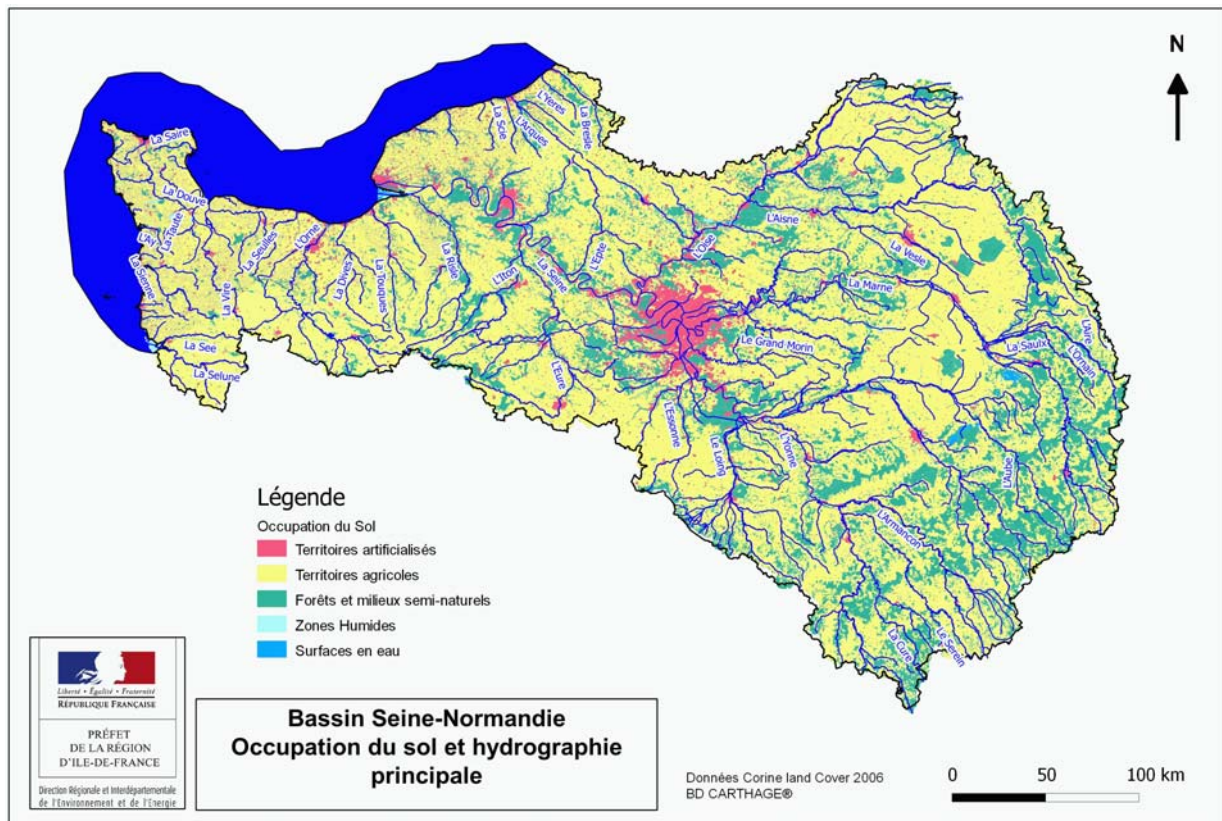 N
La Saire
La Douve
La Taute
L'Ay
La Sienne
La Vire
La Seulles
L'Orne
La Dives
La Touques
La Sée
La Selune
La Risle
L'Iton
La Seine
L'Epte
La Scie
L'Arques
L'Yeres
La Bresle
L'Oise
L'Aisne
La Vesle
La Marne
Le Grand Morin
L'Eure
L'Essonne
Le Loing
L'Yonne
La Saulx
L'Ornain
L'Aire
L'Aube
L'Armancon
Le Serein
La Cure
Légende
Occupation du Sol
Territoires artificialisés
Territoires agricoles
Forêts et milieux semi-naturels
Zones Humides
Surfaces en eau
Liberté • Égalité • Fraternité
RÉPUBLIQUE FRANÇAISE
PRÉFET
DE LA RÉGION
D'ILE-DE-FRANCE
Direction Régionale et Interdépartementale
de l'Environnement et de l'Energie
Bassin Seine-Normandie
Occupation du sol et hydrographie
principale
Données Corine land Cover 2006
BD CARTHAGE®
0 50 100 km